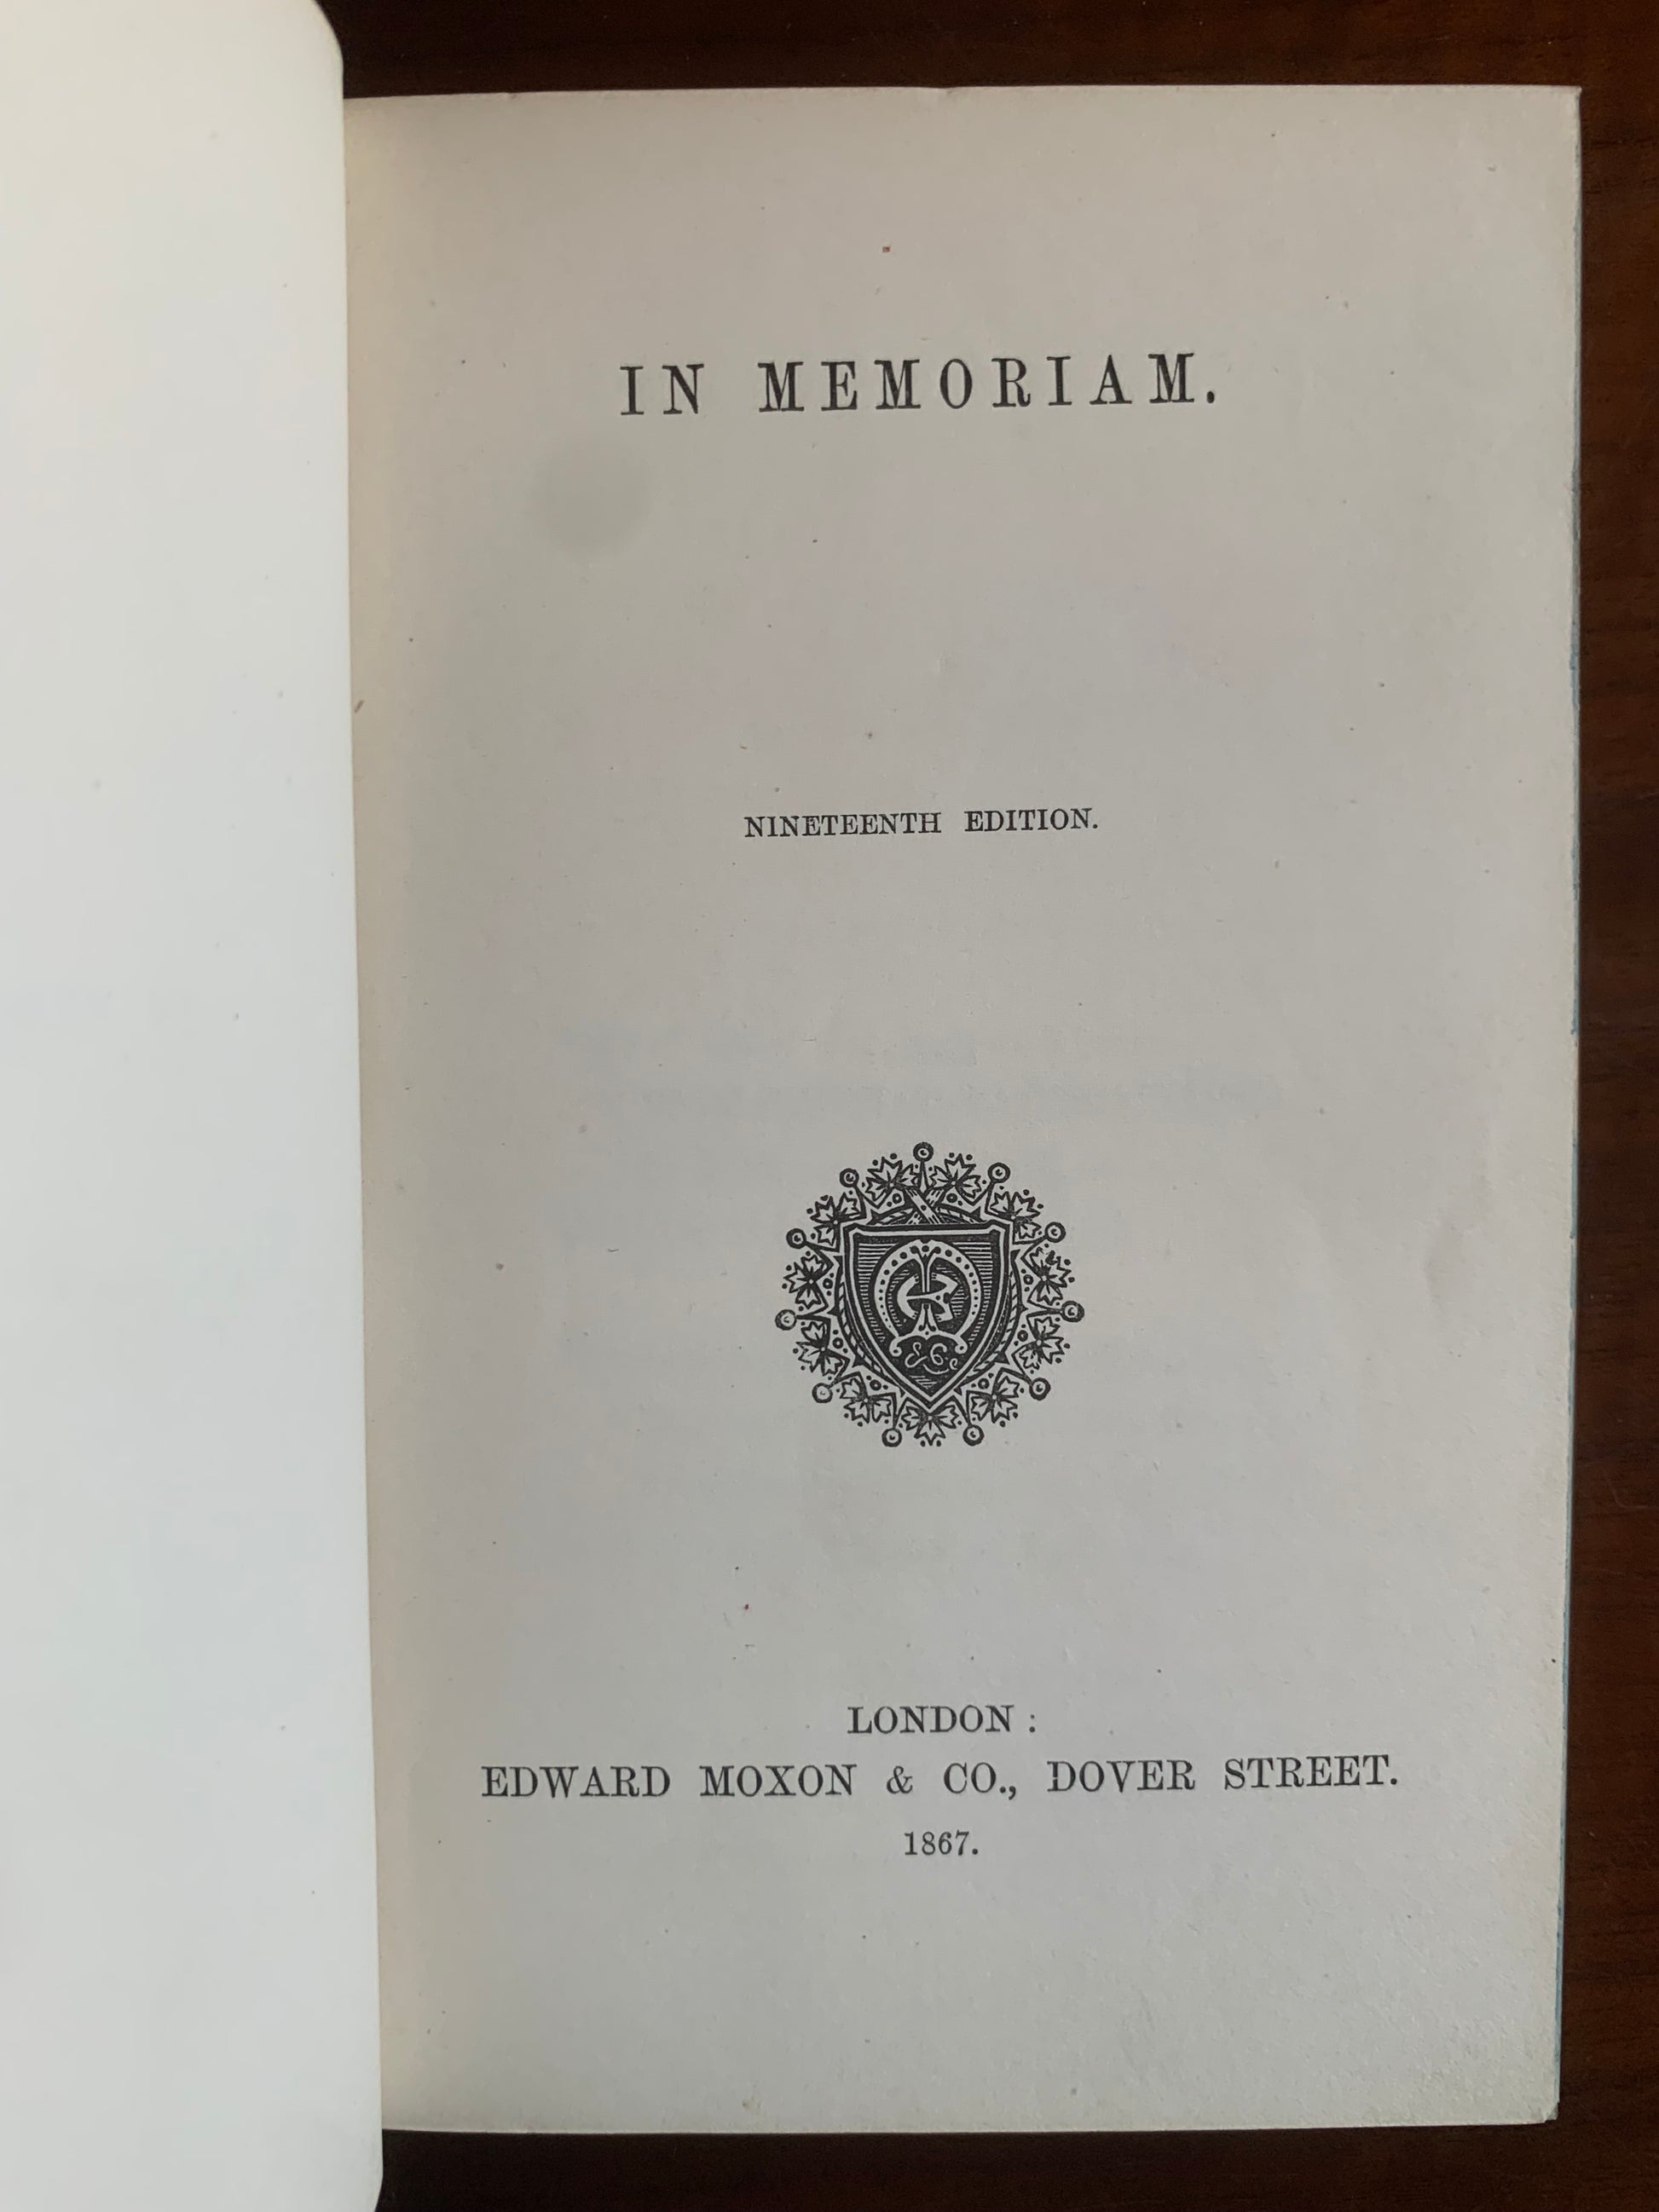 IN MEMORIAM.
NINETEENTH EDITION.
LONDON :
EDWARD MOXON & CO., DOVER STREET.
1867.